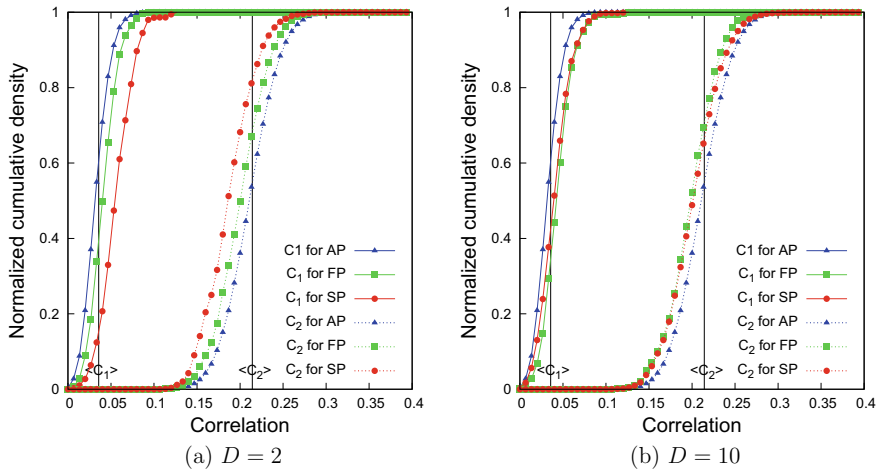 Normalized cumulative density
1
0.8
0.6
0.4
0.2
0
C1 for AP
C₁ for FP
C₁ for SP
C₂ for AP
C₂ for FP
C₂ for SP
<C₁>
<C₂>
0 0.05 0.1 0.15 0.2 0.25 0.3 0.35 0.4
Correlation
(a) D = 2
Normalized cumulative density
1
0.8
0.6
0.4
0.2
0
C1 for AP
C₁ for FP
C₁ for SP
C₂ for AP
C₂ for FP
C₂ for SP
<C₁>
<C₂>
0 0.05 0.1 0.15 0.2 0.25 0.3 0.35 0.4
Correlation
(b) D = 10